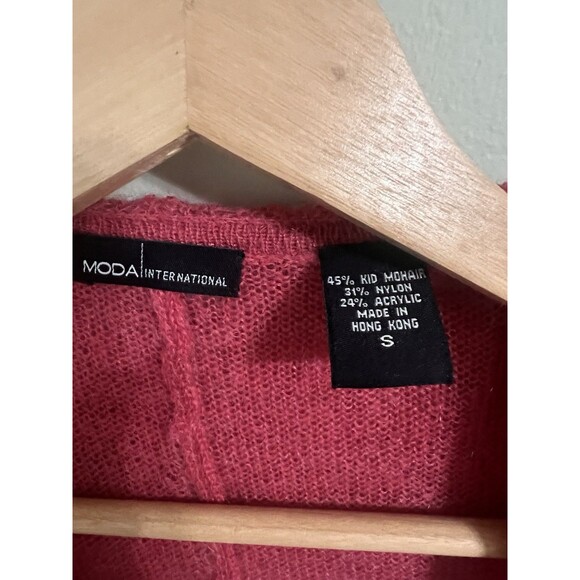 MODA INTERNATIONAL
45% KID MOHAIR
31% NYLON
24% ACRYLIC
MADE IN
HONG KONG
S